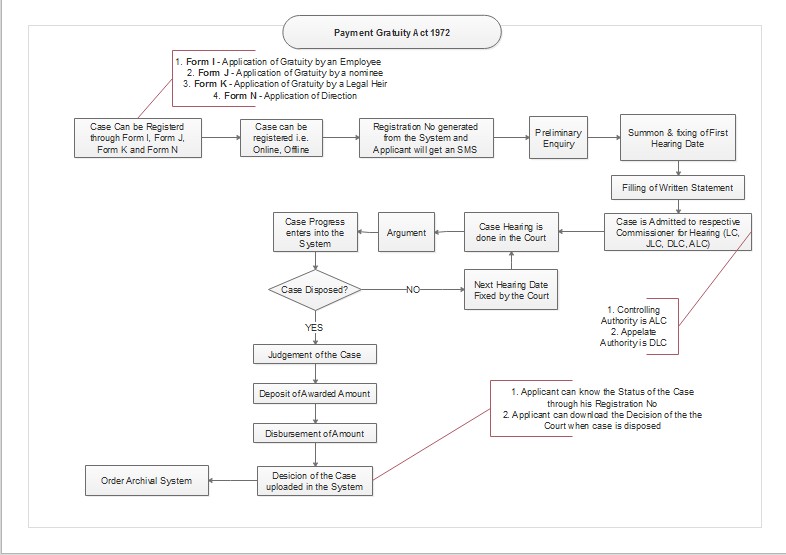 Payment Gratuity Act 1972
1. Form I - Application of Gratuity by an Employee
2. Form J - Application of Gratuity by a nominee
3. Form K - Application of Gratuity by a Legal Heir
4. Form N - Application of Direction
Case Can be Registerd
through Form I, Form J,
Form K and Form N
Case can be
registered i.e.
Online, Offline
Registration No generated
from the System and
Applicant will get an SMS
Preliminary
Enquiry
Summon & fixing of First
Hearing Date
Filling of Written Statement
Case is Admitted to respective
Commissioner for Hearing (LC,
JLC, DLC, ALC)
Case Hearing is
done in the Court
Argument
Case Progress
enters into the
System
Case Disposed?
NO
Next Hearing Date
Fixed by the Court
1. Controlling
Authority is ALC
2. Appelate
Authority is DLC
YES
Judgement of the Case
Deposit of Awarded Amount
Disbursement of Amount
1. Applicant can know the Status of the Case
through his Registration No
2. Applicant can download the Decision of the the
Court when case is disposed
Desicion of the Case
uploaded in the System
Order Archival System